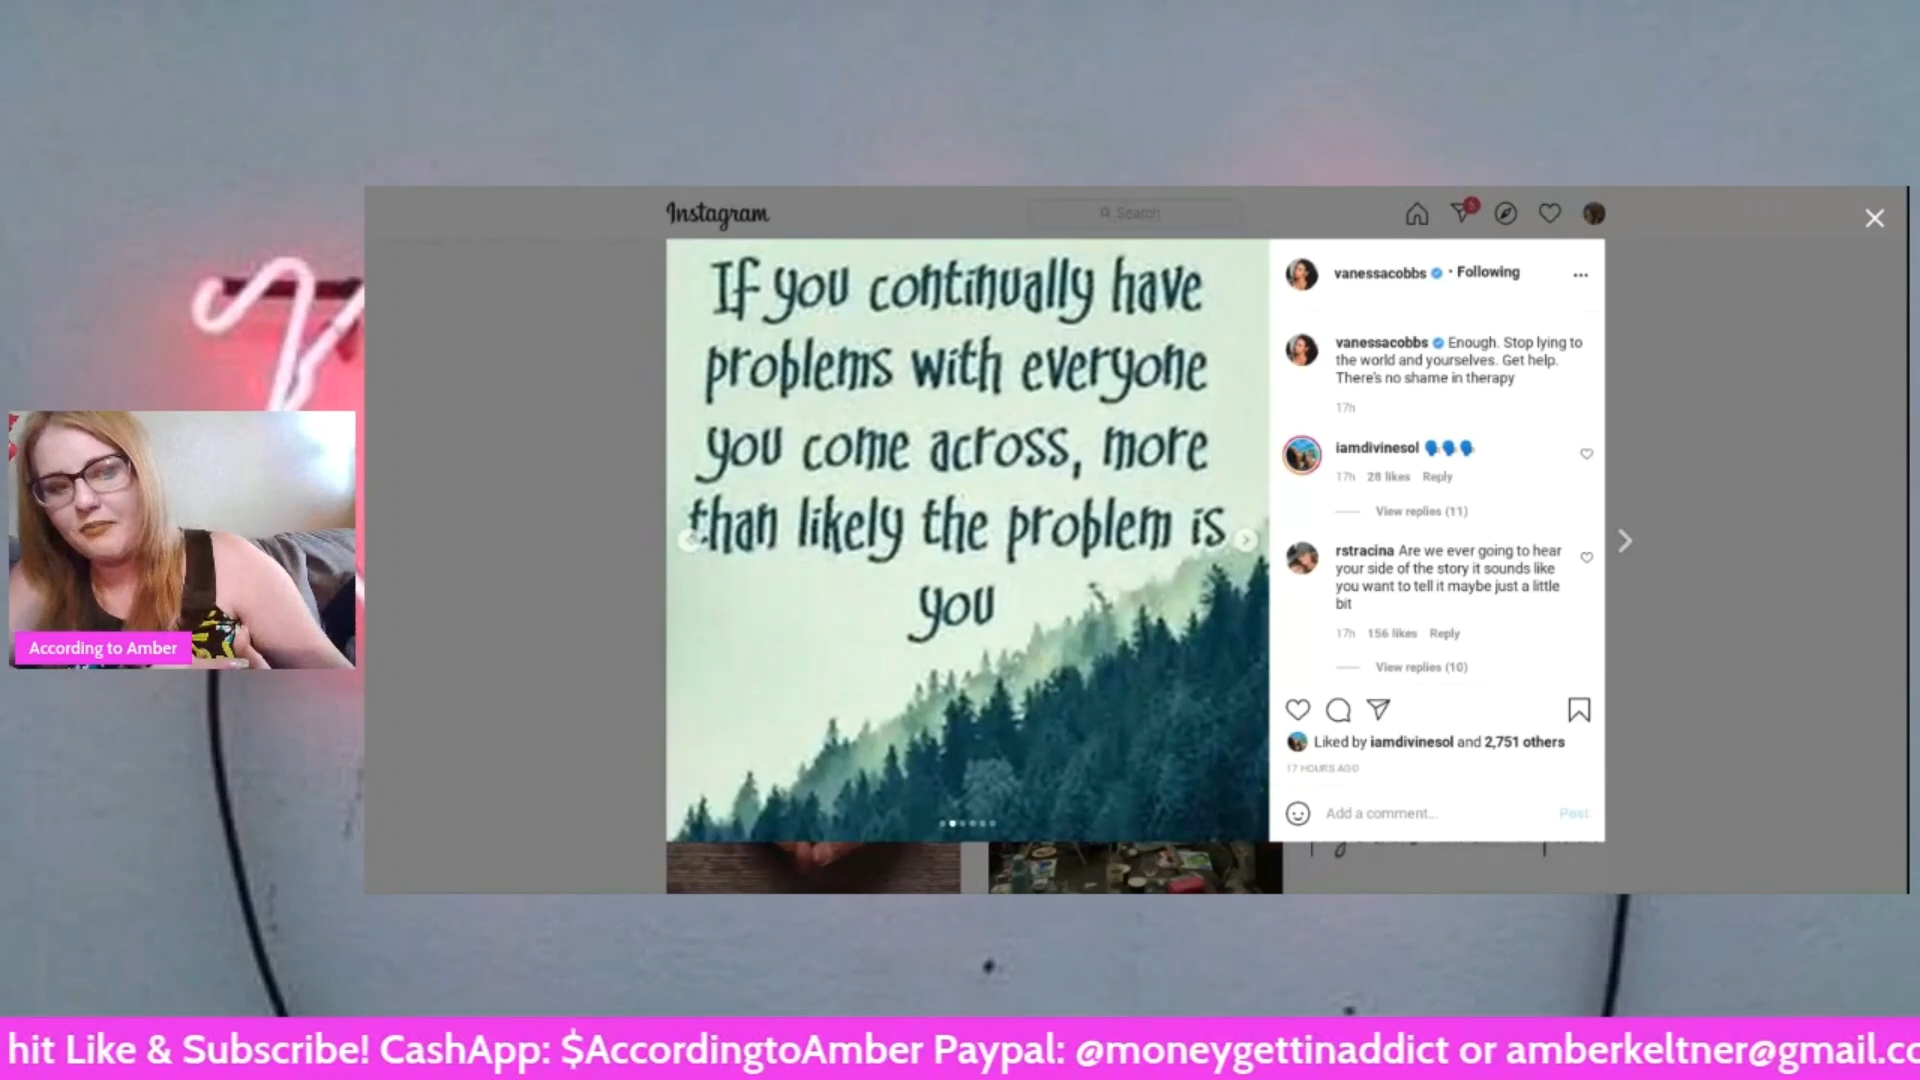 Instagram
Search
5
If you continually have
problems with everyone
you come across, more
than likely the problem is
you
vanessacobbs • Following
vanessacobbs Enough. Stop lying to
the world and yourselves. Get help.
There's no shame in therapy
17h
iamdivinesol
17h 28 likes Reply
View replies (11)
rstracina Are we ever going to hear
your side of the story it sounds like
you want to tell it maybe just a little
bit
17h 156 likes Reply
View replies (10)
Liked by iamdivinesol and 2,751 others
17 HOURS AGO
Add a comment...
Post
According to Amber
hit Like & Subscribe! CashApp: $AccordingtoAmber Paypal: @moneygettinaddict or amberkeltner@gmail.co